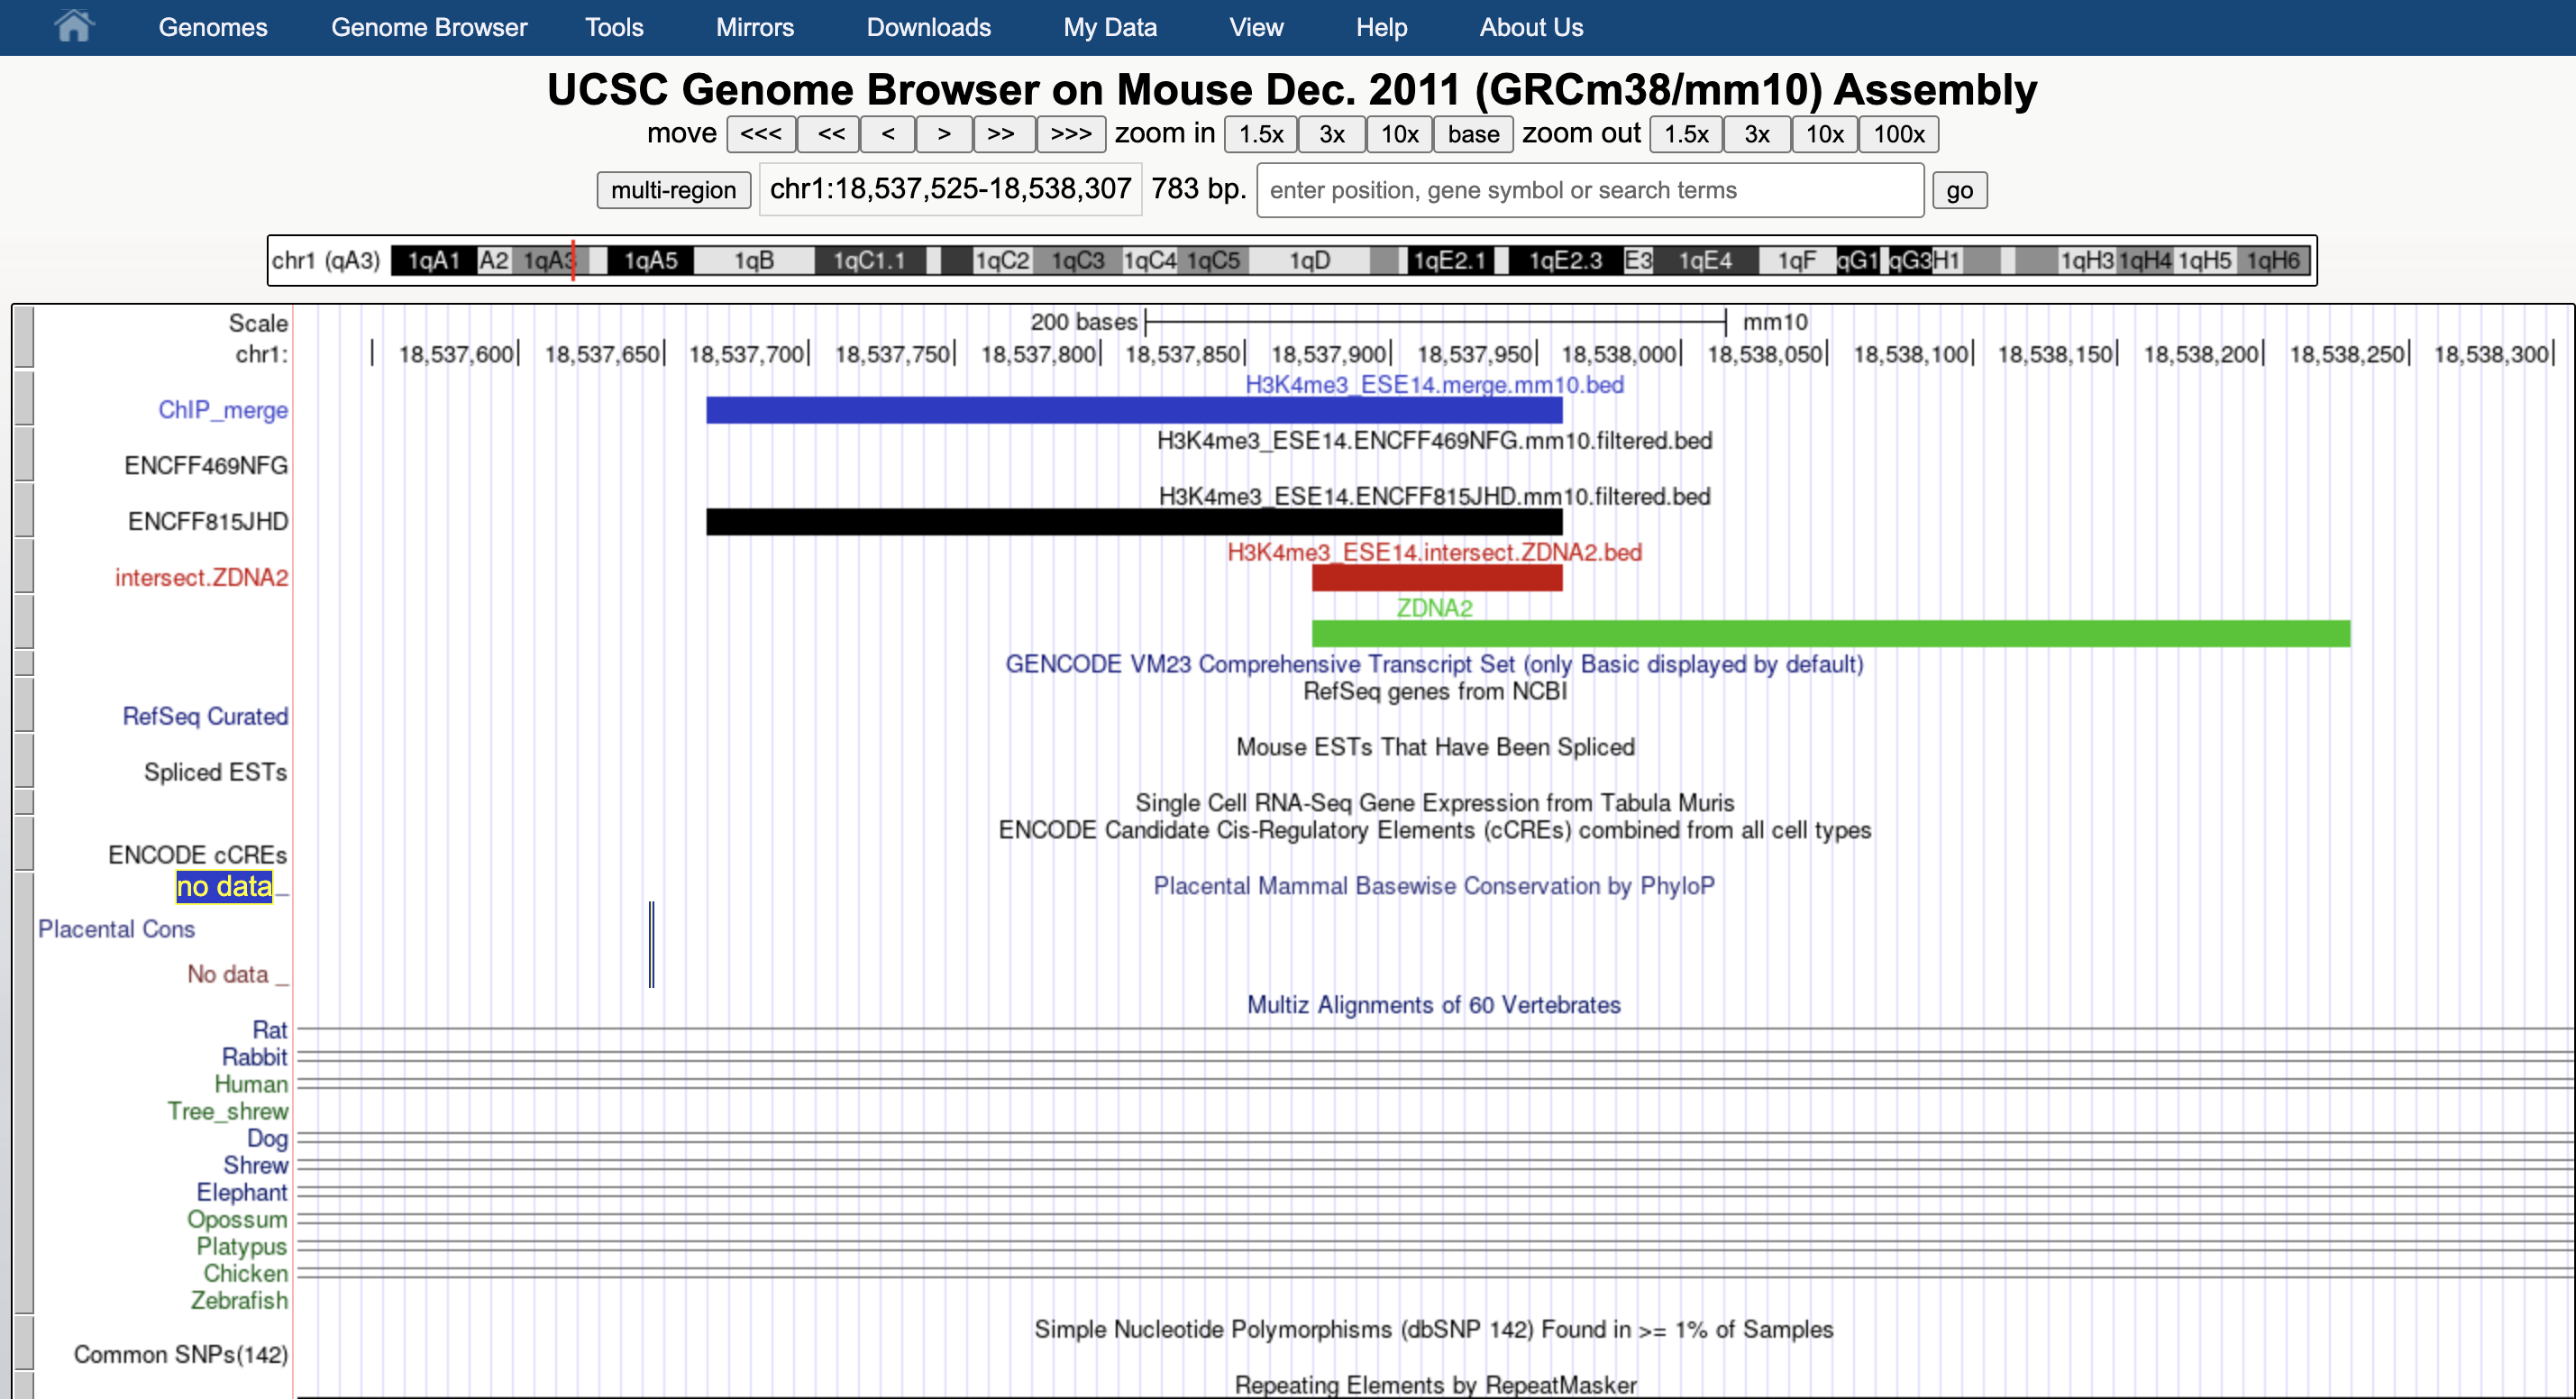 Genomes Genome Browser Tools Mirrors Downloads My Data View Help About Us
UCSC Genome Browser on Mouse Dec. 2011 (GRCm38/mm10) Assembly
move <<< << < > >> >>> zoom in 1.5x 3x 10x base zoom out 1.5x 3x 10x 100x
multi-region chr1:18,537,525-18,538,307 783 bp. enter position, gene symbol or search terms go
chr1 (qA3) 1qA1 A2 1qA3 1qA5 1qB 1qC1.1 1qC2 1qC3 1qC4 1qC5 1qD 1qE2.1 1qE2.3 E3 1qE4 1qF qG1 qG3 H1 1qH3 1qH4 1qH5 1qH6
Scale 200 bases mm10
chr1: 18,537,600 18,537,650 18,537,700 18,537,750 18,537,800 18,537,850 18,537,900 18,537,950 18,538,000 18,538,050 18,538,100 18,538,150 18,538,200 18,538,250 18,538,300
H3K4me3_ESE14.merge.mm10.bed
ChIP_merge
H3K4me3_ESE14.ENCFF469NFG.mm10.filtered.bed
ENCFF469NFG
H3K4me3_ESE14.ENCFF815JHD.mm10.filtered.bed
ENCFF815JHD
H3K4me3_ESE14.intersect.ZDNA2.bed
intersect.ZDNA2
ZDNA2
GENCODE VM23 Comprehensive Transcript Set (only Basic displayed by default)
RefSeq genes from NCBI
RefSeq Curated
Mouse ESTs That Have Been Spliced
Spliced ESTs
Single Cell RNA-Seq Gene Expression from Tabula Muris
ENCODE Candidate Cis-Regulatory Elements (cCREs) combined from all cell types
ENCODE cCREs
no data _ Placental Mammal Basewise Conservation by PhyloP
Placental Cons
No data _
Multiz Alignments of 60 Vertebrates
Rat
Rabbit
Human
Tree_shrew
Dog
Shrew
Elephant
Opossum
Platypus
Chicken
Zebrafish
Simple Nucleotide Polymorphisms (dbSNP 142) Found in >= 1% of Samples
Common SNPs(142)
Repeating Elements by RepeatMasker